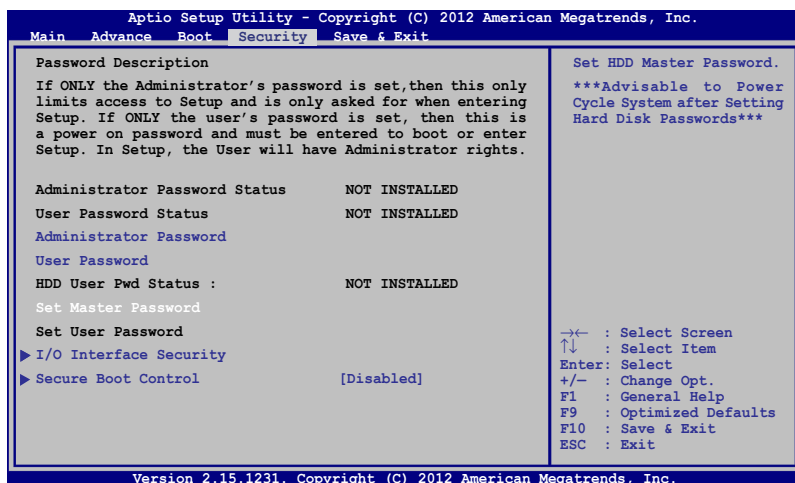 Aptio Setup Utility - Copyright (C) 2012 American Megatrends, Inc.
Main Advance Boot Security Save & Exit
Password Description
If ONLY the Administrator's password is set,then this only
limits access to Setup and is only asked for when entering
Setup. If ONLY the user's password is set, then this is
a power on password and must be entered to boot or enter
Setup. In Setup, the User will have Administrator rights.
Administrator Password Status NOT INSTALLED
User Password Status NOT INSTALLED
Administrator Password
User Password
HDD User Pwd Status : NOT INSTALLED
Set Master Password
Set User Password
I/O Interface Security
Secure Boot Control [Disabled]
Set HDD Master Password.
***Advisable to Power
Cycle System after Setting
Hard Disk Passwords***
→← : Select Screen
↑↓ : Select Item
Enter: Select
+/— : Change Opt.
F1 : General Help
F9 : Optimized Defaults
F10 : Save & Exit
ESC : Exit
Version 2.15.1231. Copyright (C) 2012 American Megatrends, Inc.